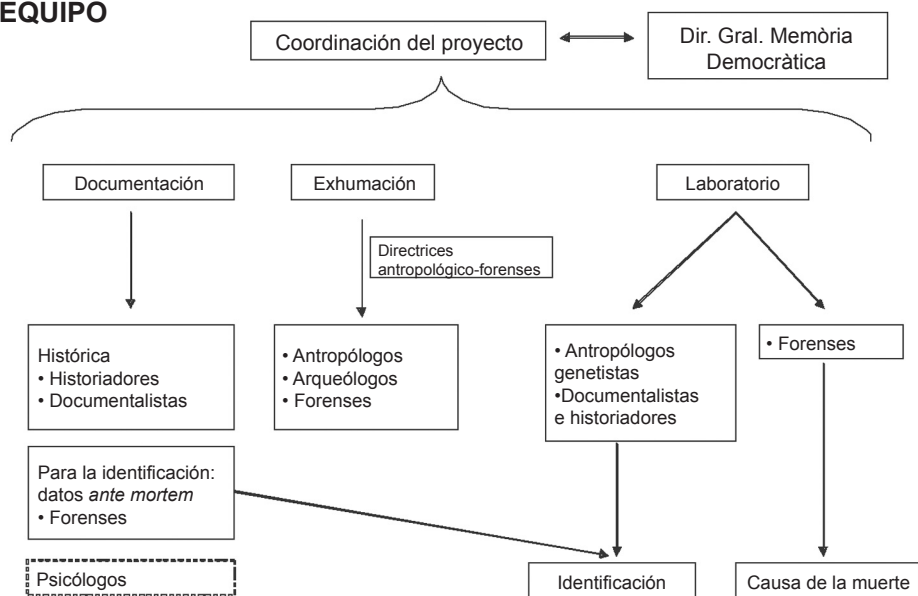 EQUIPO
Coordinación del proyecto
Dir. Gral. Memòria
Democràtica
Documentación
Exhumación
Laboratorio
Directrices
antropológico-forenses
Histórica
• Historiadores
• Documentalistas
• Antropólogos
• Arqueólogos
• Forenses
• Antropólogos
genetistas
•Documentalistas
e historiadores
• Forenses
Para la identificación:
datos ante mortem
• Forenses
Psicólogos
Identificación
Causa de la muerte